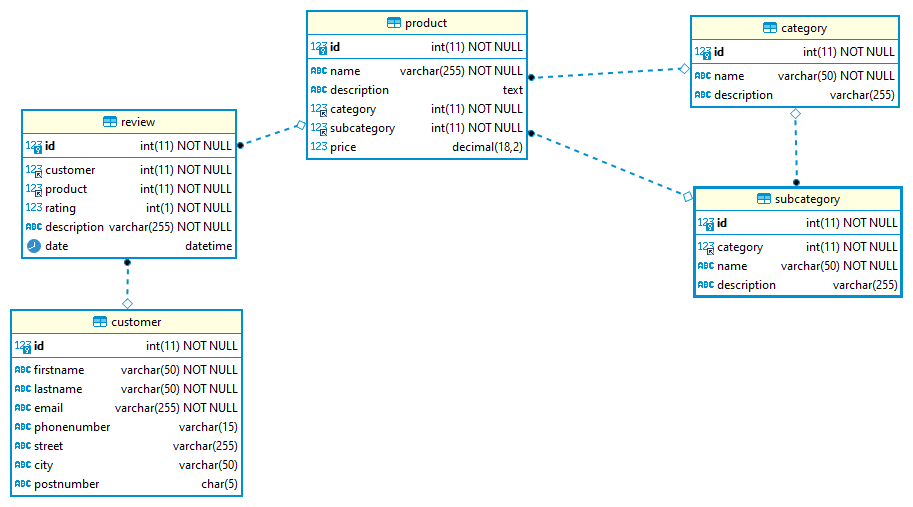 product
id int(11) NOT NULL
name varchar(255) NOT NULL
description text
category int(11) NOT NULL
subcategory int(11) NOT NULL
price decimal(18,2)
category
id int(11) NOT NULL
name varchar(50) NOT NULL
description varchar(255)
review
id int(11) NOT NULL
customer int(11) NOT NULL
product int(11) NOT NULL
rating int(1) NOT NULL
description varchar(255) NOT NULL
date datetime
subcategory
id int(11) NOT NULL
category int(11) NOT NULL
name varchar(50) NOT NULL
description varchar(255)
customer
id int(11) NOT NULL
firstname varchar(50) NOT NULL
lastname varchar(50) NOT NULL
email varchar(255) NOT NULL
phonenumber varchar(15)
street varchar(255)
city varchar(50)
postnumber char(5)